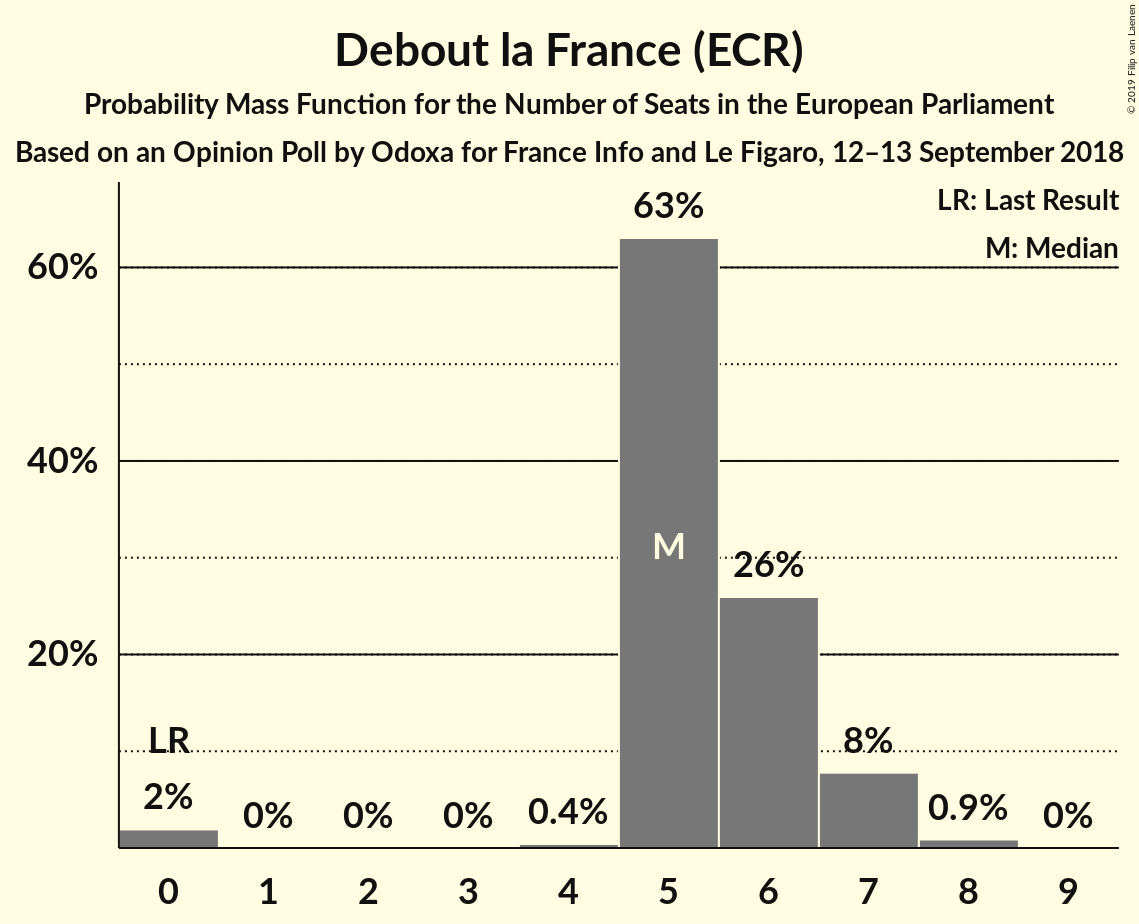 Debout la France (ECR)
Probability Mass Function for the Number of Seats in the European Parliament
Based on an Opinion Poll by Odoxa for France Info and Le Figaro, 12–13 September 2018
© 2019 Filip van Laenen
LR: Last Result
M: Median
63%
60%
40%
M
26%
20%
LR
8%
2%
0%
0%
0%
0.4%
0.9%
0%
0
1
2
3
4
5
6
7
8
9